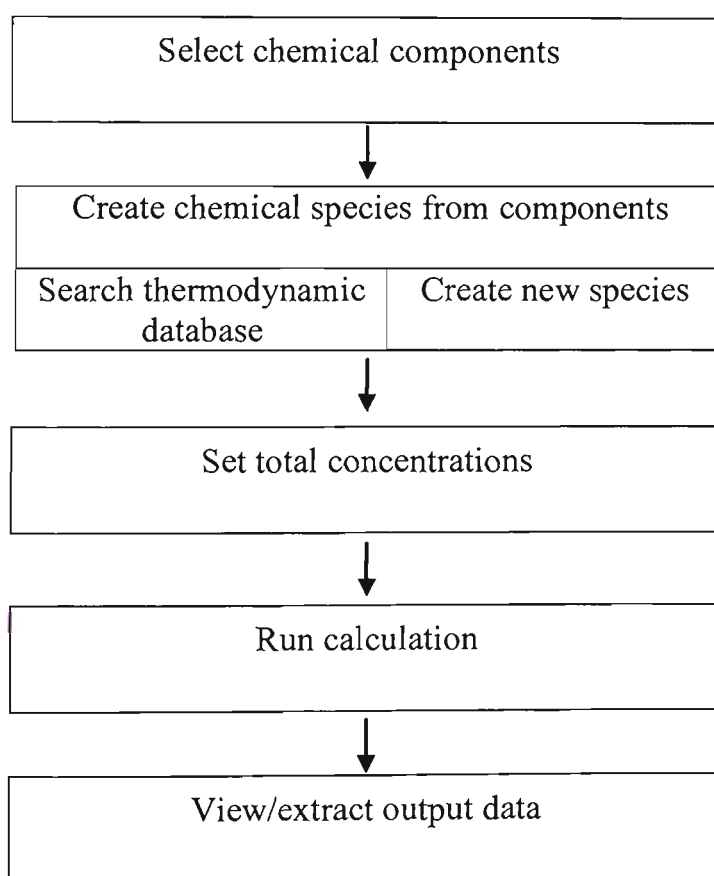 Select chemical components
Create chemical species from components
Search thermodynamic
database
Create new species
Set total concentrations
Run calculation
View/extract output data